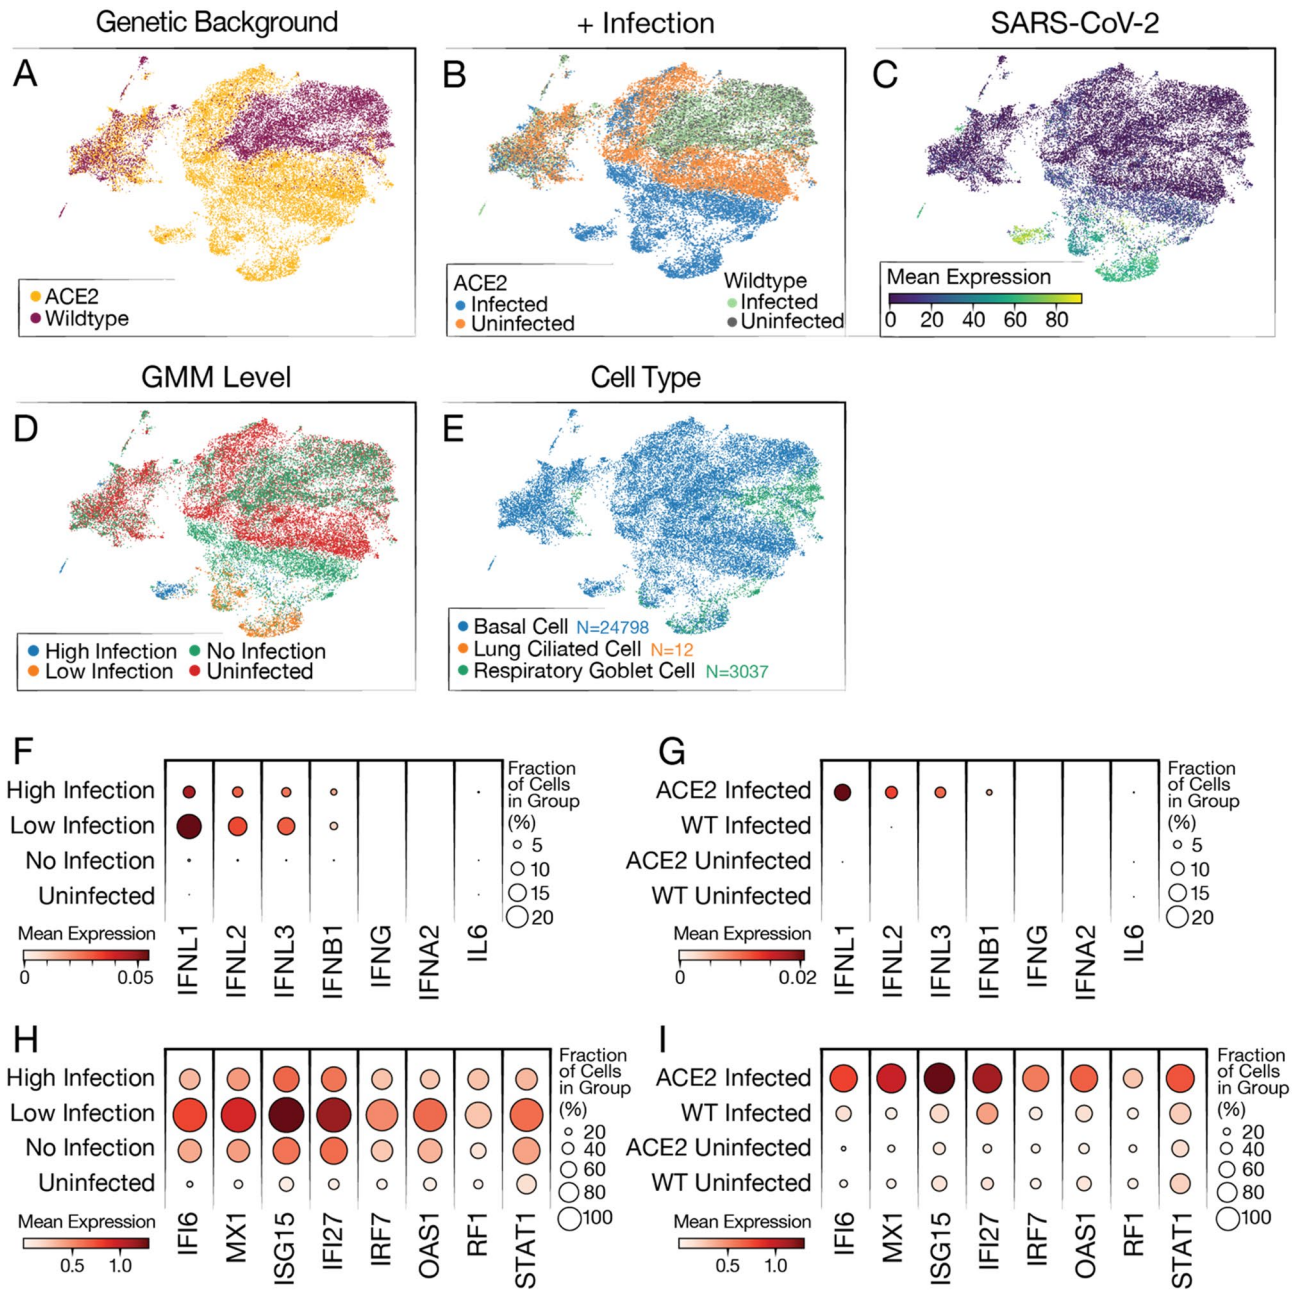 Genetic Background
+ Infection
SARS-CoV-2
A
B
C
ACE2
Wildtype
ACE2
Infected
Uninfected
Wildtype
Infected
Uninfected
Mean Expression
0 20 40 60 80
GMM Level
Cell Type
D
E
High Infection
No Infection
Low Infection
Uninfected
Basal Cell N=24798
Lung Ciliated Cell N=12
Respiratory Goblet Cell N=3037
F
High Infection
Low Infection
No Infection
Uninfected
Fraction
of Cells
in Group
(%)
5
10
15
20
Mean Expression
0 0.05
IFNL1 IFNL2 IFNL3 IFNB1 IFNG IFNA2 IL6
G
ACE2 Infected
WT Infected
ACE2 Uninfected
WT Uninfected
Fraction
of Cells
in Group
(%)
5
10
15
20
Mean Expression
0 0.02
IFNL1 IFNL2 IFNL3 IFNB1 IFNG IFNA2 IL6
H
High Infection
Low Infection
No Infection
Uninfected
Fraction
of Cells
in Group
(%)
20
40
60
80
100
Mean Expression
0.5 1.0
IFI6 MX1 ISG15 IFI27 IRF7 OAS1 RF1 STAT1
I
ACE2 Infected
WT Infected
ACE2 Uninfected
WT Uninfected
Fraction
of Cells
in Group
(%)
20
40
60
80
100
Mean Expression
0.5 1.0
IFI6 MX1 ISG15 IFI27 IRF7 OAS1 RF1 STAT1